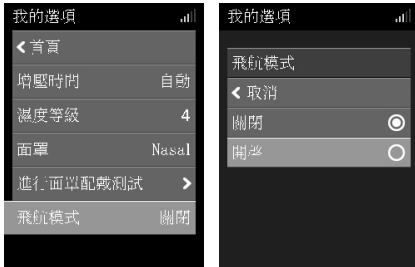 我的選項
首頁
增壓時間 自動
濕度等級 4
面罩 Nasal
進行面罩配戴測試
飛航模式 關閉
我的選項
飛航模式
取消
關閉
開啟